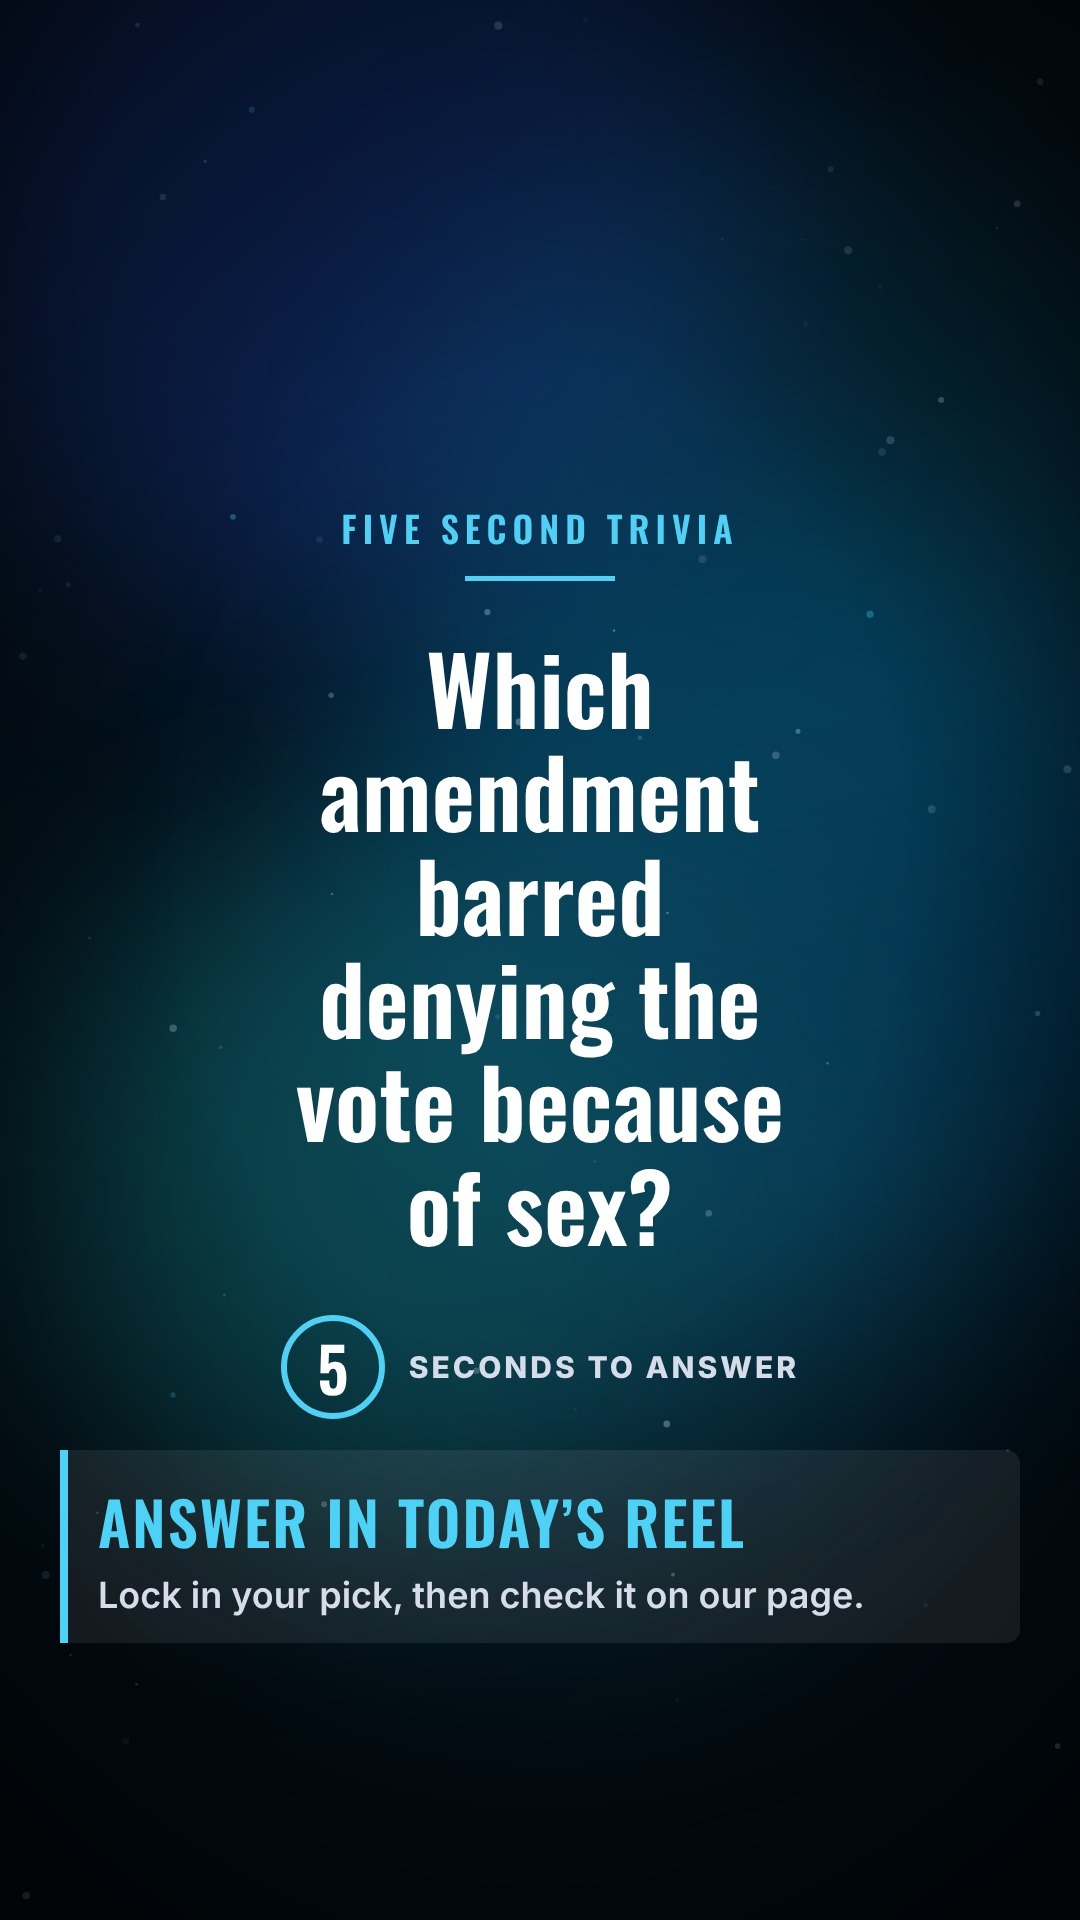 FIVE SECOND TRIVIA
Which
amendment
barred
denying the
vote because
of sex?
5
SECONDS TO ANSWER
ANSWER IN TODAY’S REEL
Lock in your pick, then check it on our page.